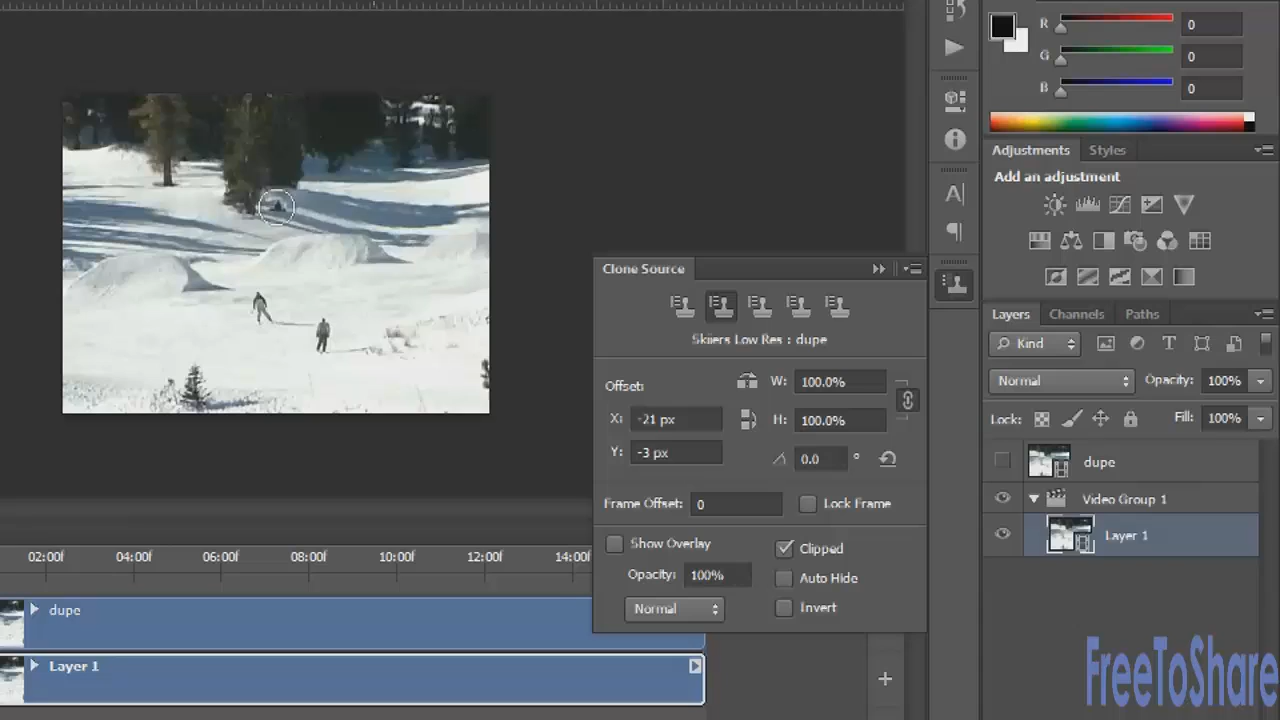 R 0
G 0
B 0
Adjustments Styles
Add an adjustment
Clone Source
Skiiers Low Res : dupe
Offset: W: 100.0%
X: -21 px H: 100.0%
Y: -3 px 0.0 °
Frame Offset: 0 Lock Frame
Show Overlay Clipped
Opacity: 100% Auto Hide
Normal Invert
Layers Channels Paths
Kind
Normal Opacity: 100%
Lock: Fill: 100%
dupe
Video Group 1
Layer 1
02:00f 04:00f 06:00f 08:00f 10:00f 12:00f 14:00f
dupe
Layer 1
FreeToShare